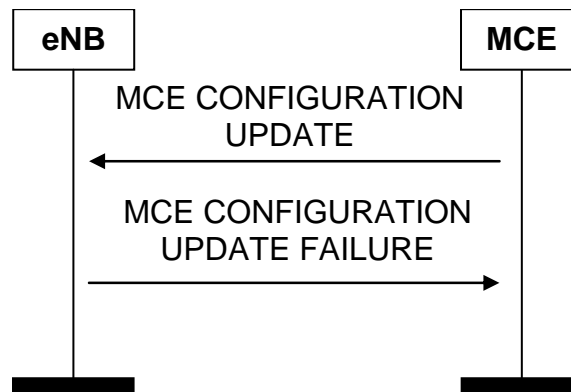 eNB
MCE
MCE CONFIGURATION
UPDATE
MCE CONFIGURATION
UPDATE FAILURE